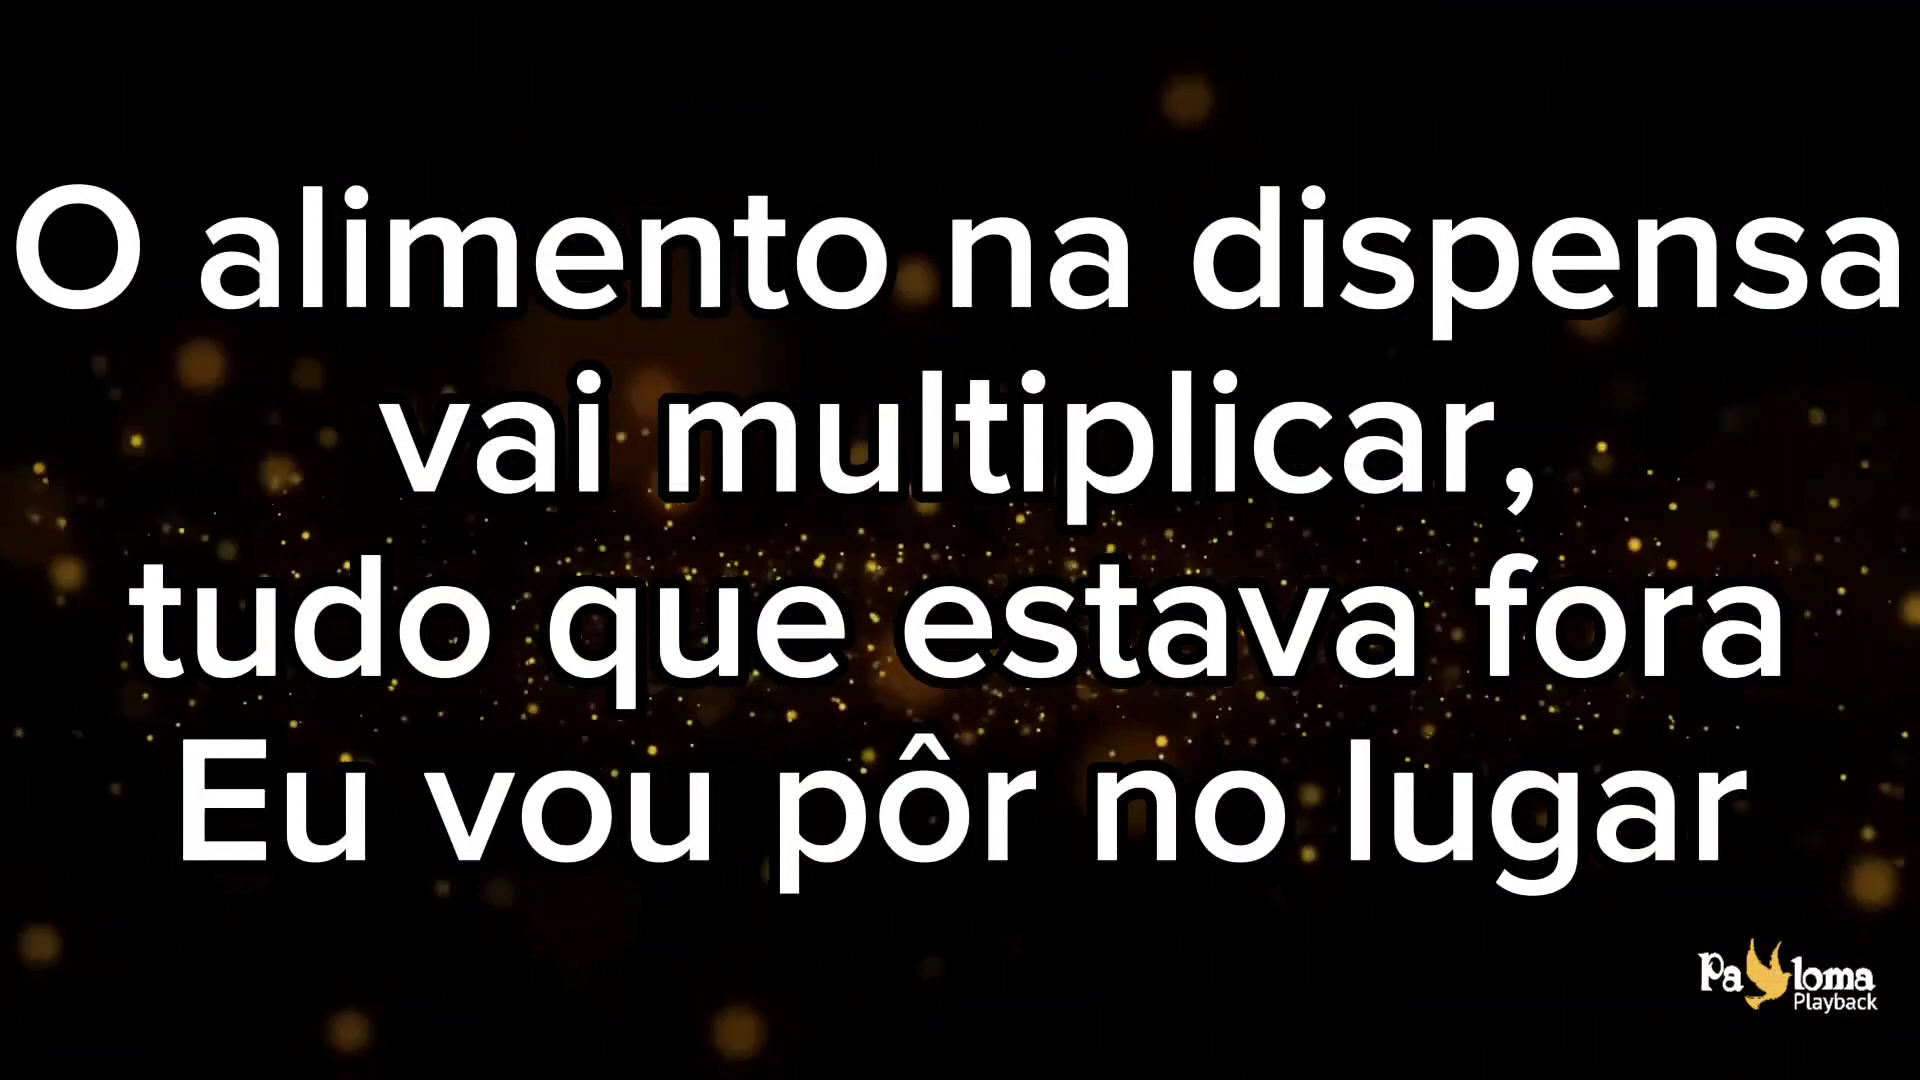 O alimento na dispensa
vai multiplicar,
tudo que estava fora
Eu vou pôr no lugar
Paloma
Playback